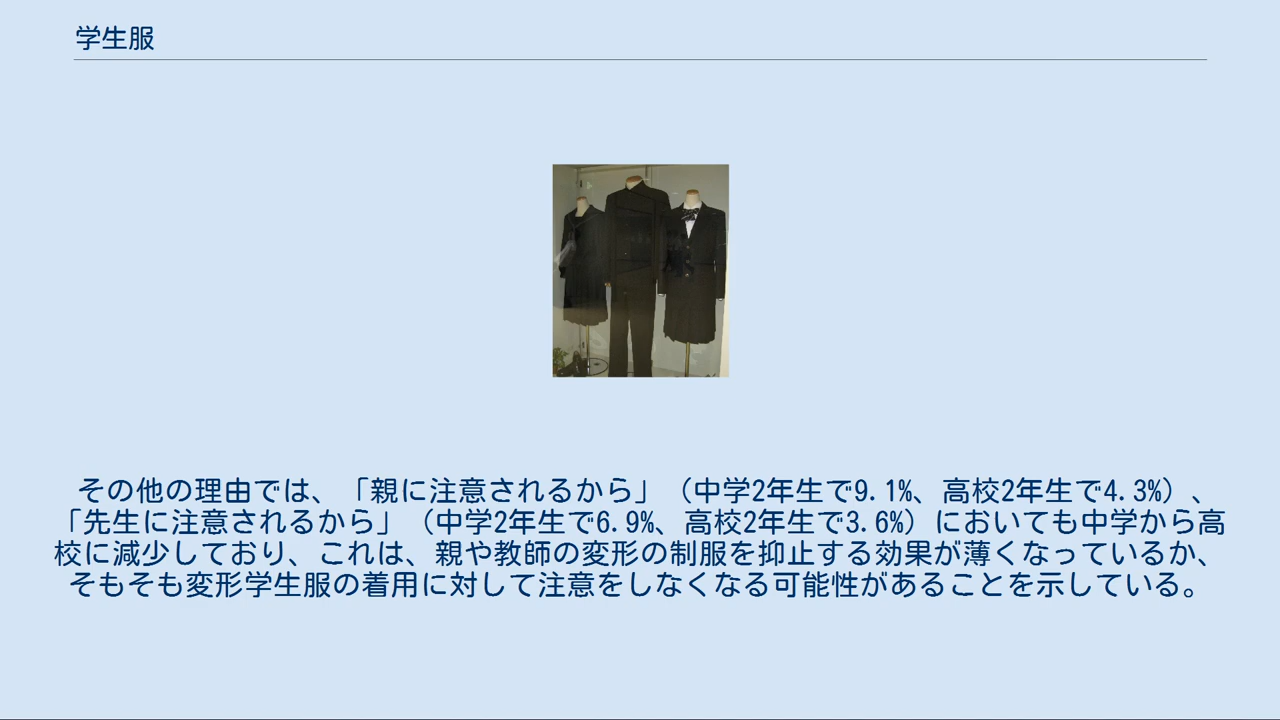 学生服
その他の理由では、「親に注意されるから」（中学2年生で9.1%、高校2年生で4.3%）、
「先生に注意されるから」（中学2年生で6.9%、高校2年生で3.6%）においても中学から高
校に減少しており、これは、親や教師の変形の制服を抑止する効果が薄くなっているか、
そもそも変形学生服の着用に対して注意をしなくなる可能性があることを示している。